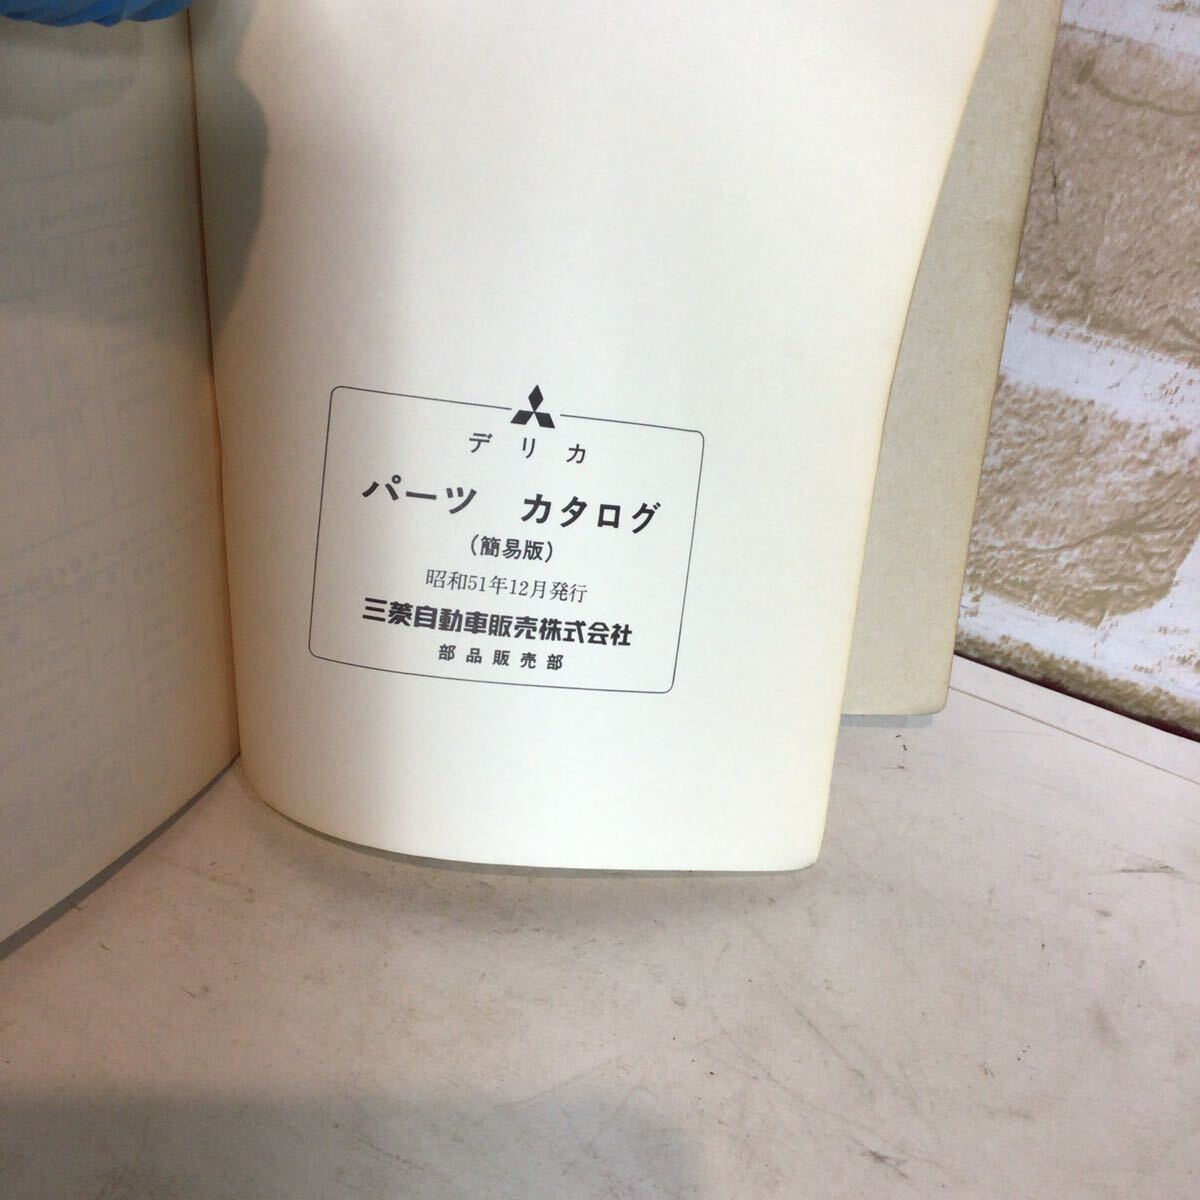 デリカ
パーツ カタログ
(簡易版)
昭和51年12月発行
三菱自動車販売株式会社
部品販売部